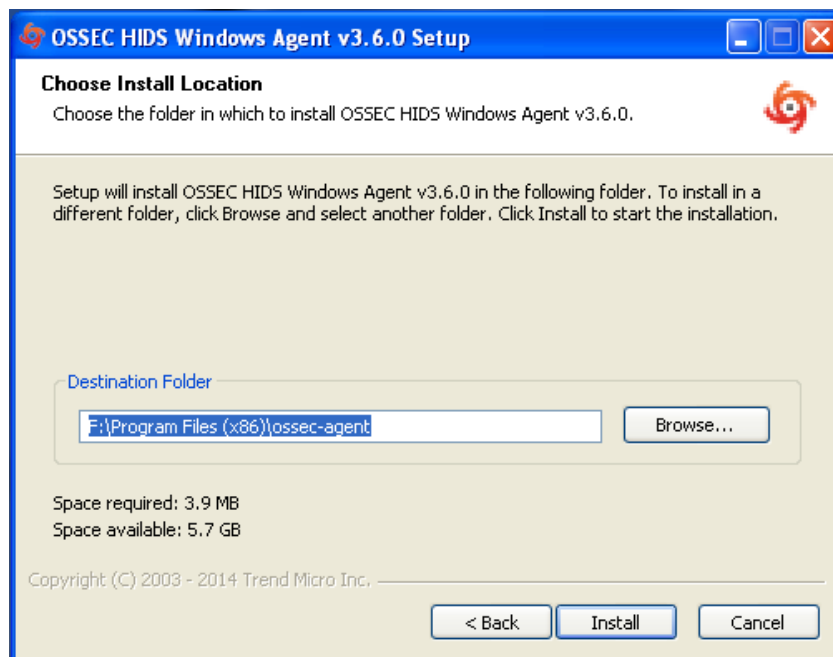 OSSEC HIDS Windows Agent v3.6.0 Setup
Choose Install Location
Choose the folder in which to install OSSEC HIDS Windows Agent v3.6.0.
Setup will install OSSEC HIDS Windows Agent v3.6.0 in the following folder. To install in a
different folder, click Browse and select another folder. Click Install to start the installation.
Destination Folder
F:\Program Files (x86)\ossec-agent
Browse...
Space required: 3.9 MB
Space available: 5.7 GB
Copyright (C) 2003 - 2014 Trend Micro Inc.
< Back
Install
Cancel